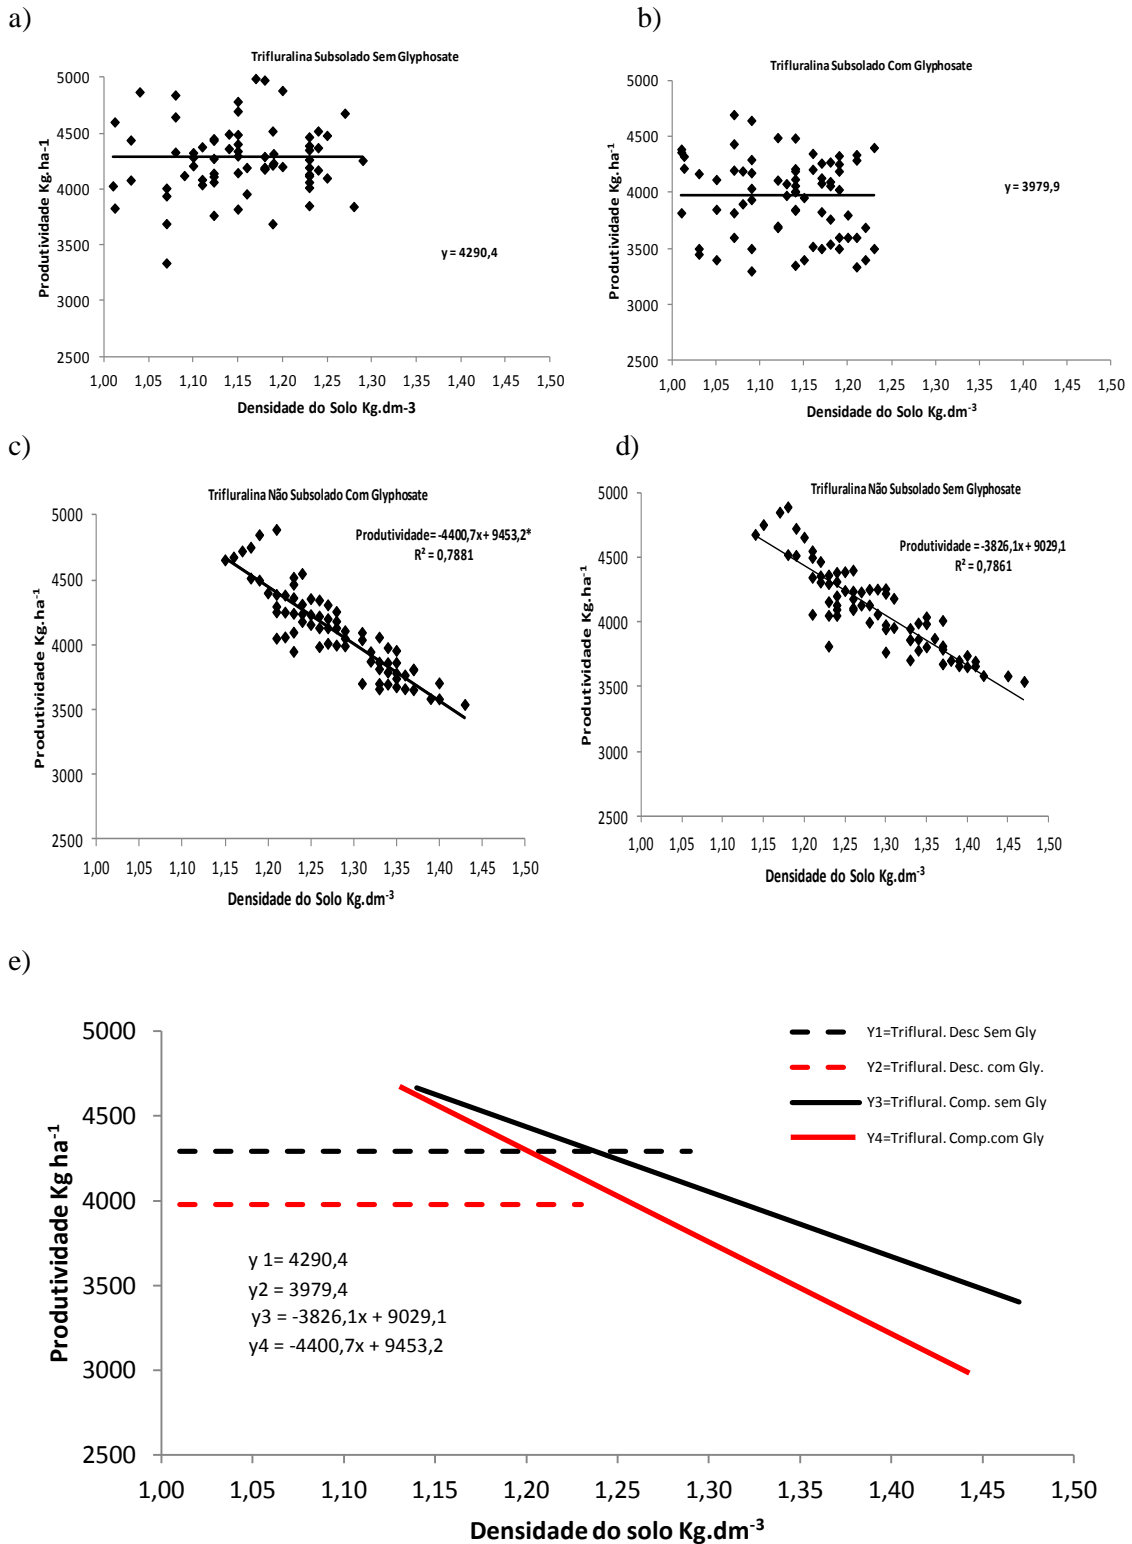 a)
Trifluralina Subsolado Sem Glyphosate
Produtividade Kg.ha-1
5000
4500
4000
3500
3000
2500
y = 4290,4
1,00 1,05 1,10 1,15 1,20 1,25 1,30 1,35 1,40 1,45 1,50
Densidade do Solo Kg.dm-3
b)
Trifluralina Subsolado Com Glyphosate
Produtividade Kg.ha-1
5000
4500
4000
3500
3000
2500
y = 3979,9
1,00 1,05 1,10 1,15 1,20 1,25 1,30 1,35 1,40 1,45 1,50
Densidade do Solo Kg.dm-3
c)
Trifluralina Não Subsolado Com Glyphosate
Produtividade Kg.ha-1
5000
4500
4000
3500
3000
2500
Produtividade= -4400,7x+ 9453,2*
R² = 0,7881
1,00 1,05 1,10 1,15 1,20 1,25 1,30 1,35 1,40 1,45 1,50
Densidade do Solo Kg.dm-3
d)
Trifluralina Não Subsolado Sem Glyphosate
Produtividade Kg.ha-1
5000
4500
4000
3500
3000
2500
Produtividade =-3826,1x + 9029,1
R² = 0,7861
1,00 1,05 1,10 1,15 1,20 1,25 1,30 1,35 1,40 1,45 1,50
Densidade do Solo Kg.dm-3
e)
Produtividade Kg ha-1
5000
4500
4000
3500
3000
2500
Y1=Triflural. Desc Sem Gly
Y2=Triflural. Desc. com Gly.
Y3=Triflural. Comp. sem Gly
Y4=Triflural. Comp.com Gly
y 1= 4290,4
y2 = 3979,4
y3 = -3826,1x + 9029,1
y4 = -4400,7x + 9453,2
1,00 1,05 1,10 1,15 1,20 1,25 1,30 1,35 1,40 1,45 1,50
Densidade do solo Kg.dm-3